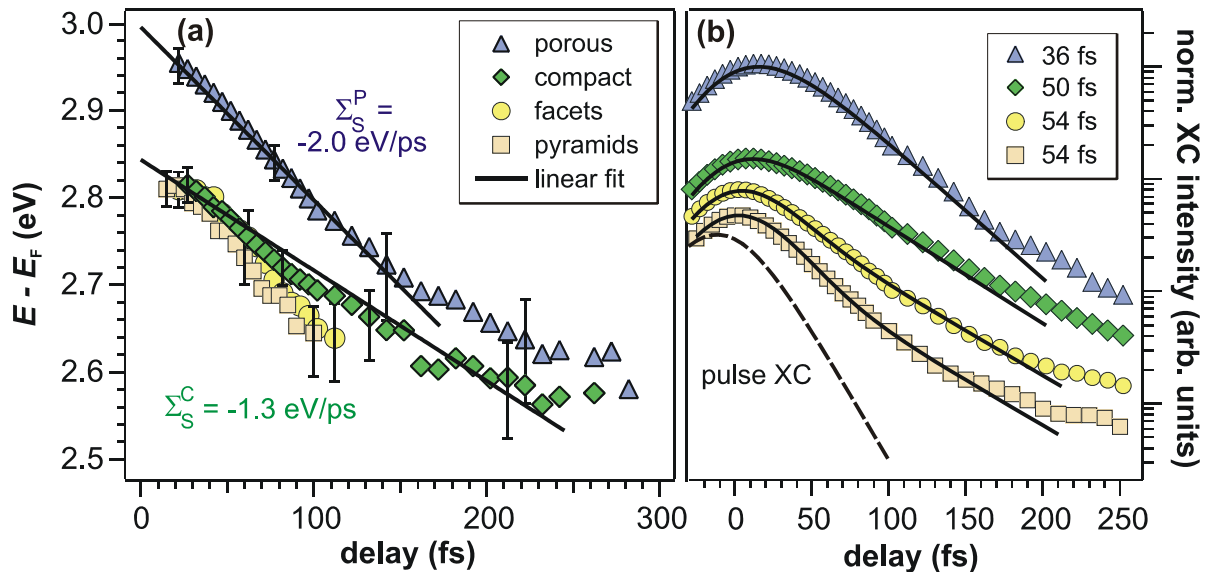 (a)
porous
compact
facets
pyramids
linear fit
Σ_S^P =
-2.0 eV/ps
Σ_S^C = -1.3 eV/ps
3.0
2.9
2.8
2.7
2.6
2.5
E - E_F (eV)
0
100
200
300
delay (fs)
(b)
36 fs
50 fs
54 fs
54 fs
pulse XC
0
50
100
150
200
250
delay (fs)
norm. XC intensity (arb. units)